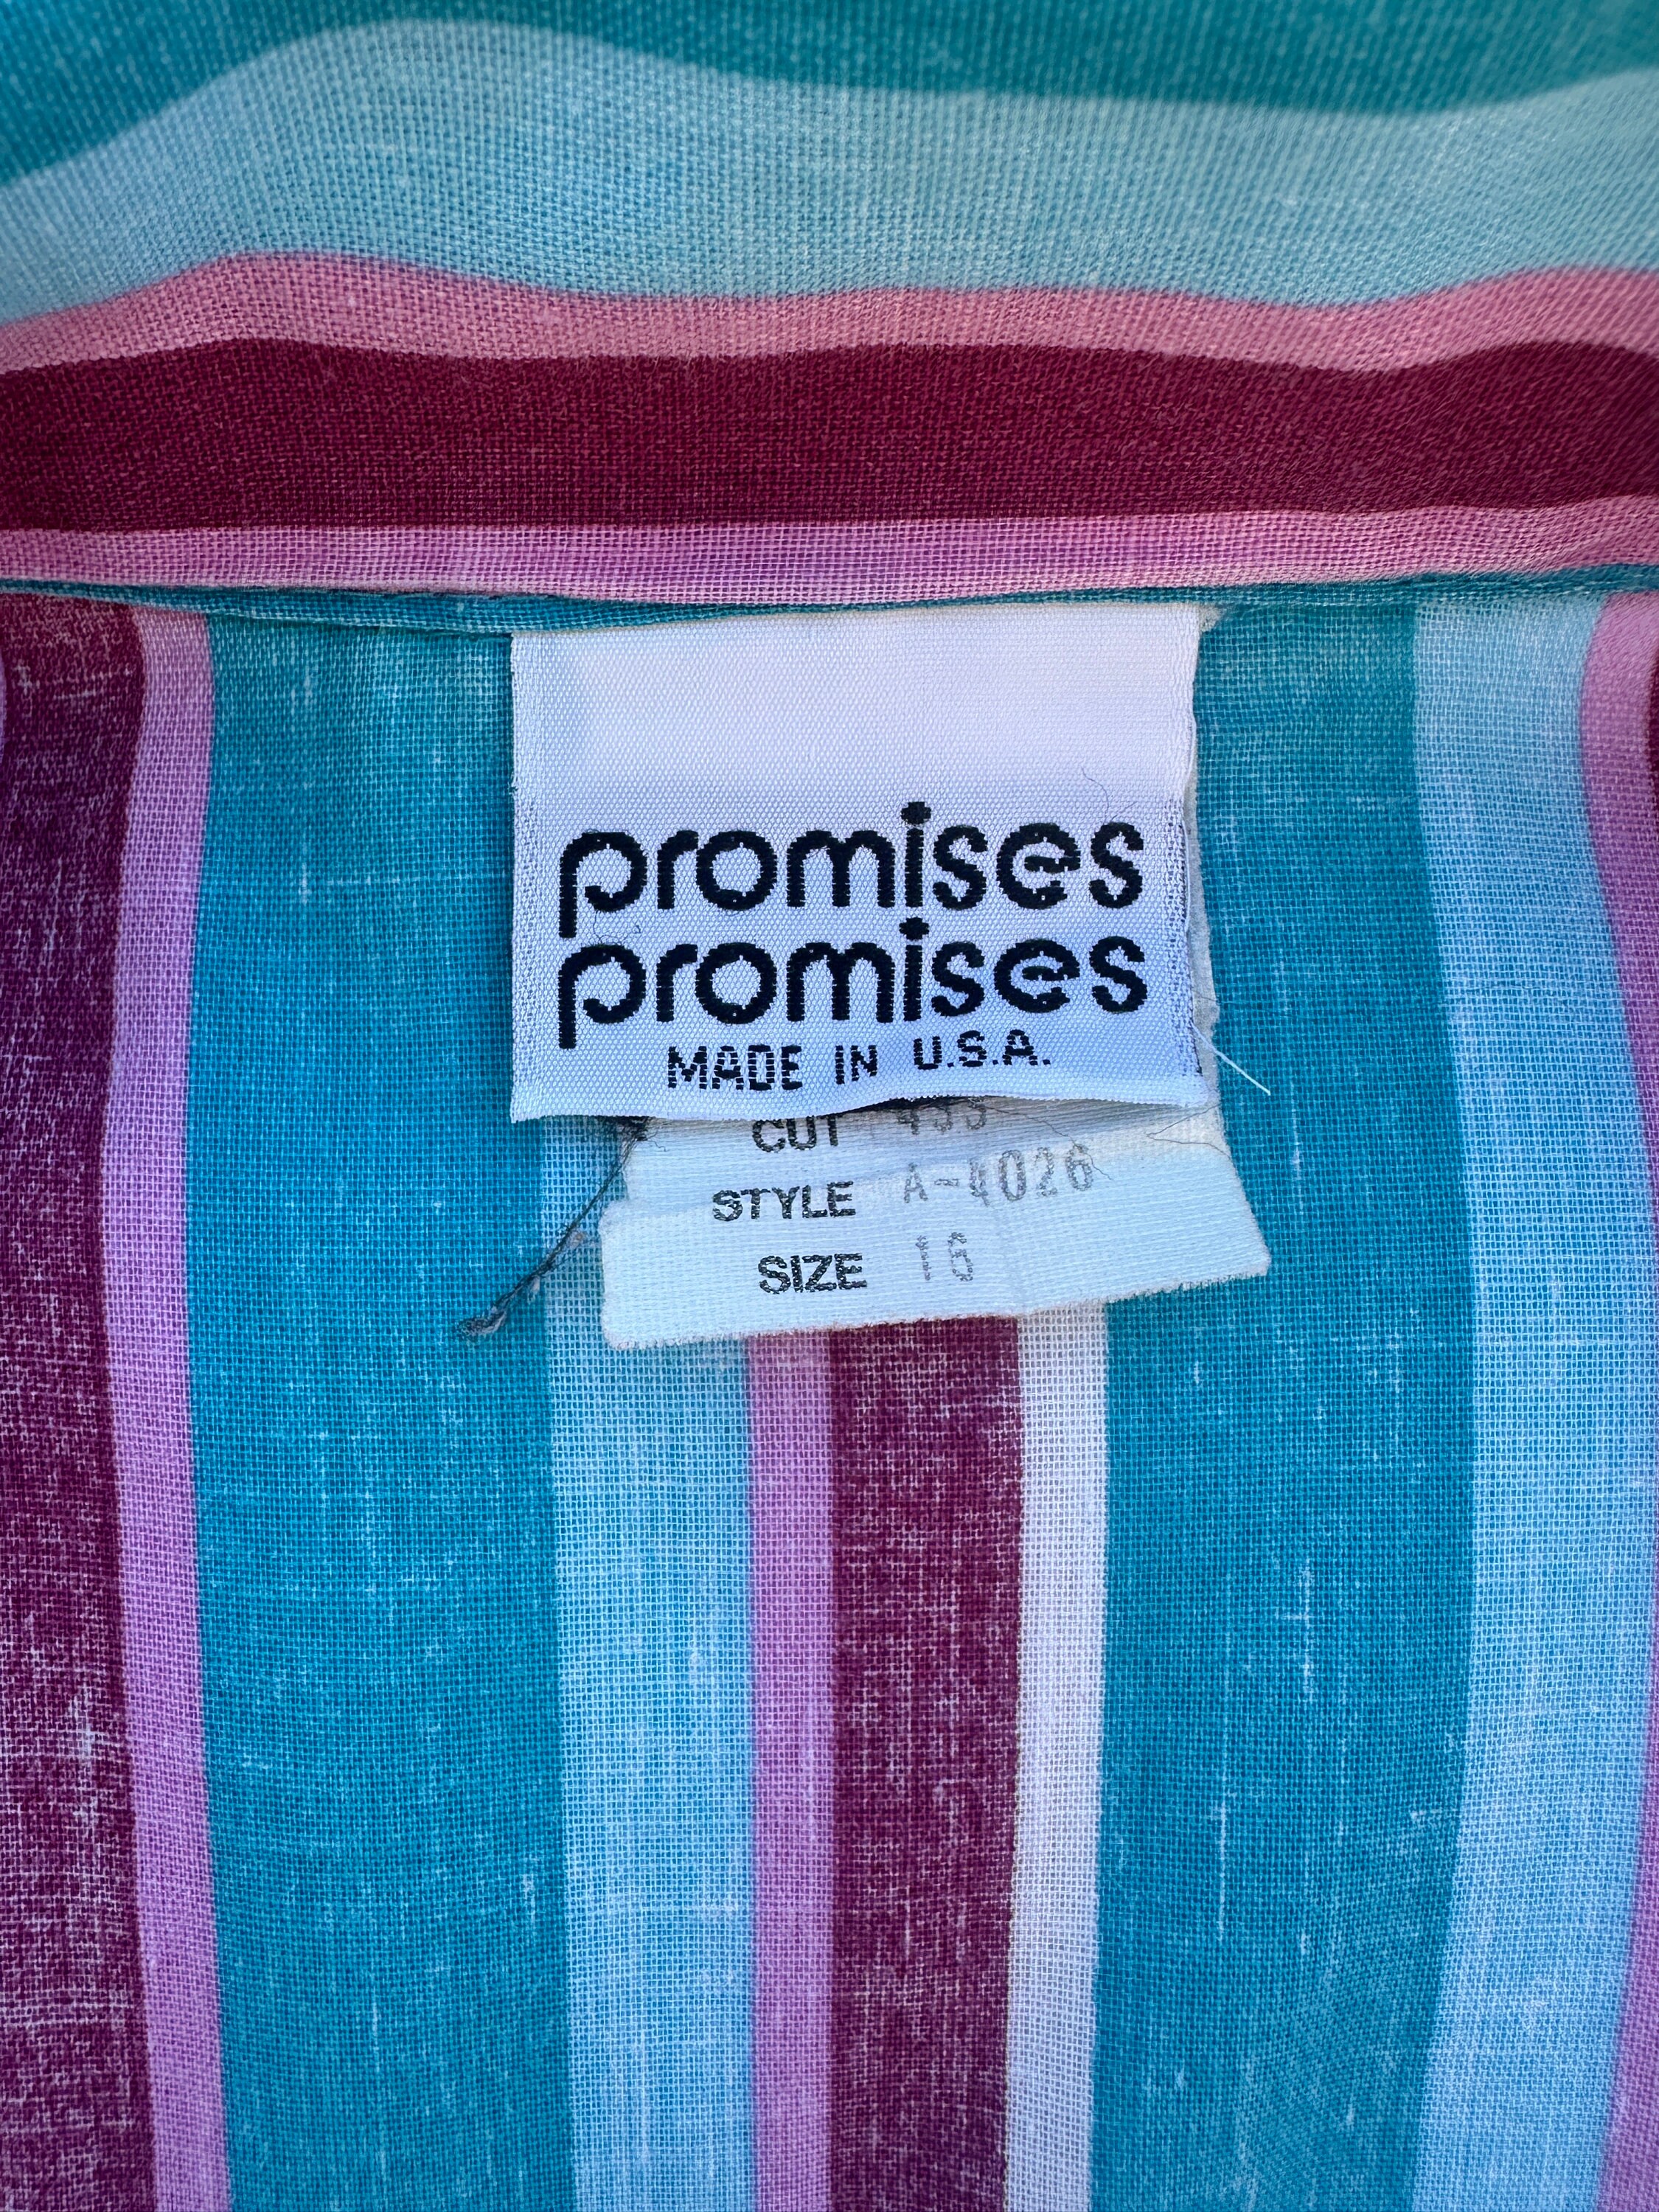 promises
promises
MADE IN U.S.A.
CUT
STYLE A-4026
SIZE 16